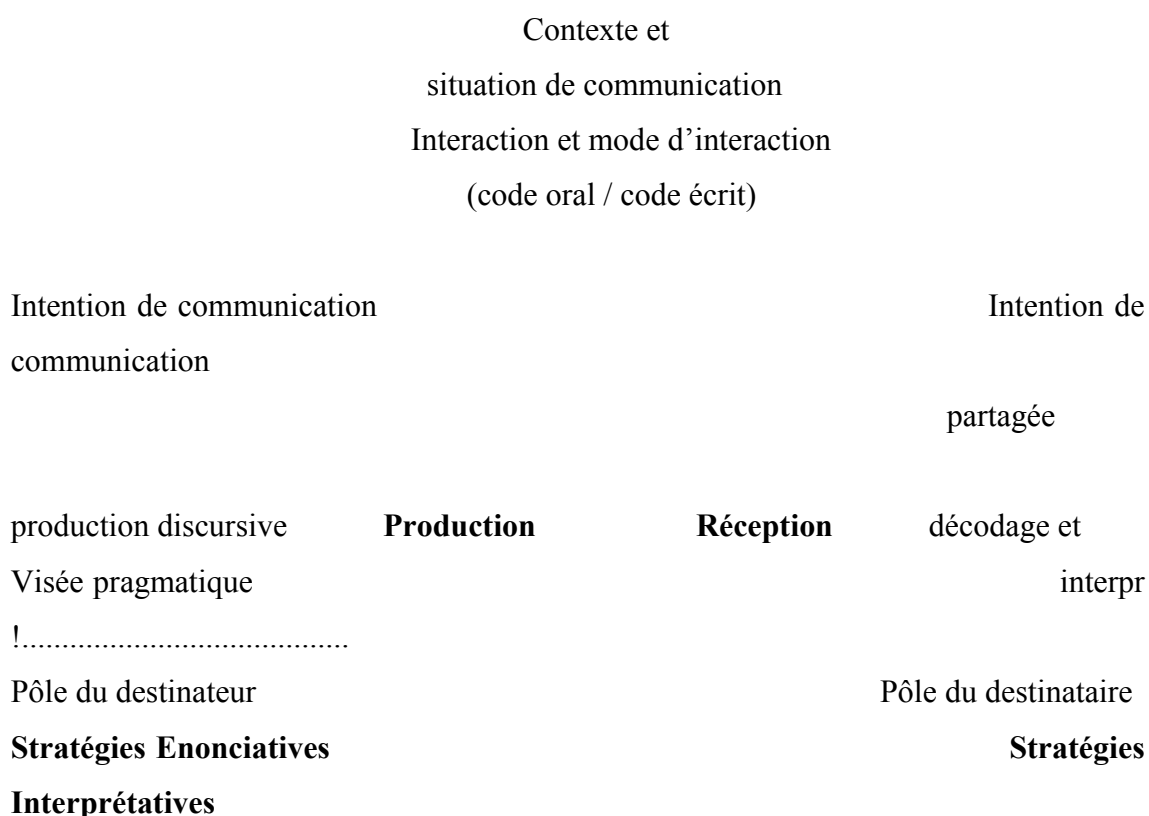 Contexte et
situation de communication
Interaction et mode d’interaction
(code oral / code écrit)
Intention de communication Intention de
communication
partagée
production discursive Production Réception décodage et
Visée pragmatique interpr
!.........................................
Pôle du destinateur Pôle du destinataire
Stratégies Enonciatives Stratégies
Interprétatives